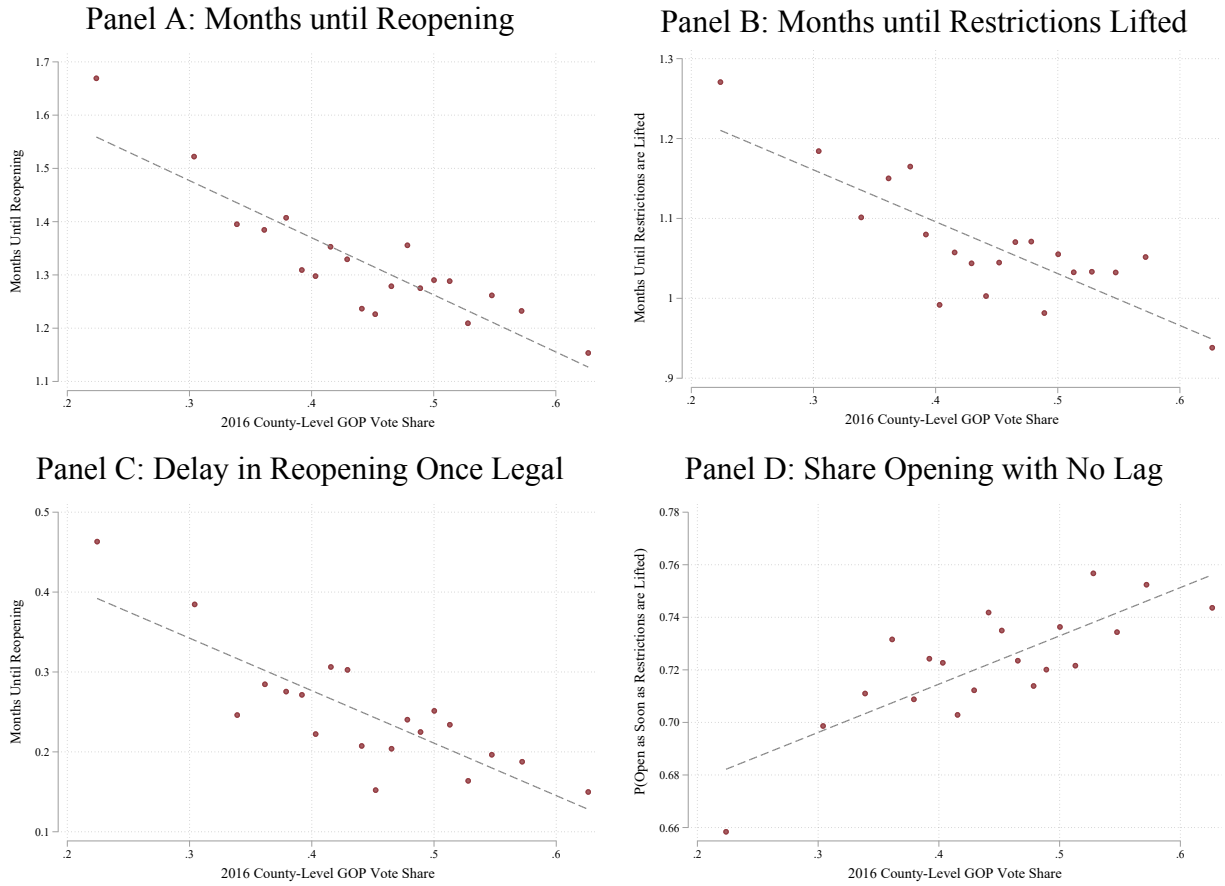 Panel A: Months until Reopening
Months Until Reopening
1.7
1.6
1.5
1.4
1.3
1.2
1.1
.2 .3 .4 .5 .6
2016 County-Level GOP Vote Share
Panel B: Months until Restrictions Lifted
Months Until Restrictions are Lifted
1.3
1.2
1.1
1
.9
.2 .3 .4 .5 .6
2016 County-Level GOP Vote Share
Panel C: Delay in Reopening Once Legal
Months Until Reopening
0.5
0.4
0.3
0.2
0.1
.2 .3 .4 .5 .6
2016 County-Level GOP Vote Share
Panel D: Share Opening with No Lag
P(Open as Soon as Restrictions are Lifted)
0.78
0.76
0.74
0.72
0.70
0.68
0.66
.2 .3 .4 .5 .6
2016 County-Level GOP Vote Share